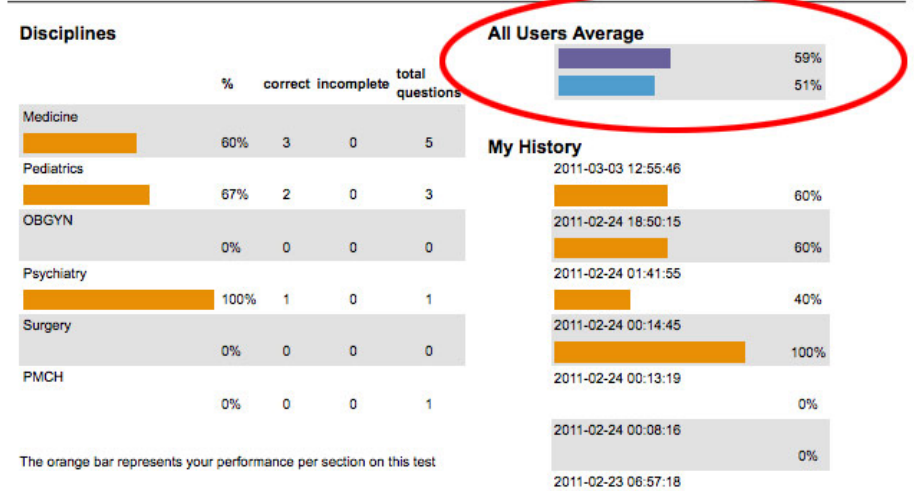 Disciplines
% correct incomplete total questions
Medicine
60% 3 0 5
Pediatrics
67% 2 0 3
OBGYN
0% 0 0 0
Psychiatry
100% 1 0 1
Surgery
0% 0 0 0
PMCH
0% 0 0 1
The orange bar represents your performance per section on this test
All Users Average
59%
51%
My History
2011-03-03 12:55:46
60%
2011-02-24 18:50:15
60%
2011-02-24 01:41:55
40%
2011-02-24 00:14:45
100%
2011-02-24 00:13:19
0%
2011-02-24 00:08:16
0%
2011-02-23 06:57:18